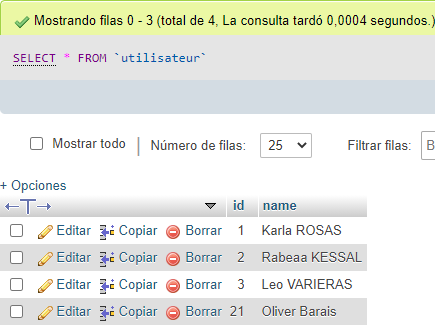 Mostrando filas 0 - 3 (total de 4, La consulta tardó 0,0004 segundos.)
SELECT * FROM `utilisateur`
Mostrar todo Número de filas: 25 Filtrar filas: B
+ Opciones
id name
Editar Copiar Borrar 1 Karla ROSAS
Editar Copiar Borrar 2 Rabeaa KESSAL
Editar Copiar Borrar 3 Leo VARIERAS
Editar Copiar Borrar 21 Oliver Barais